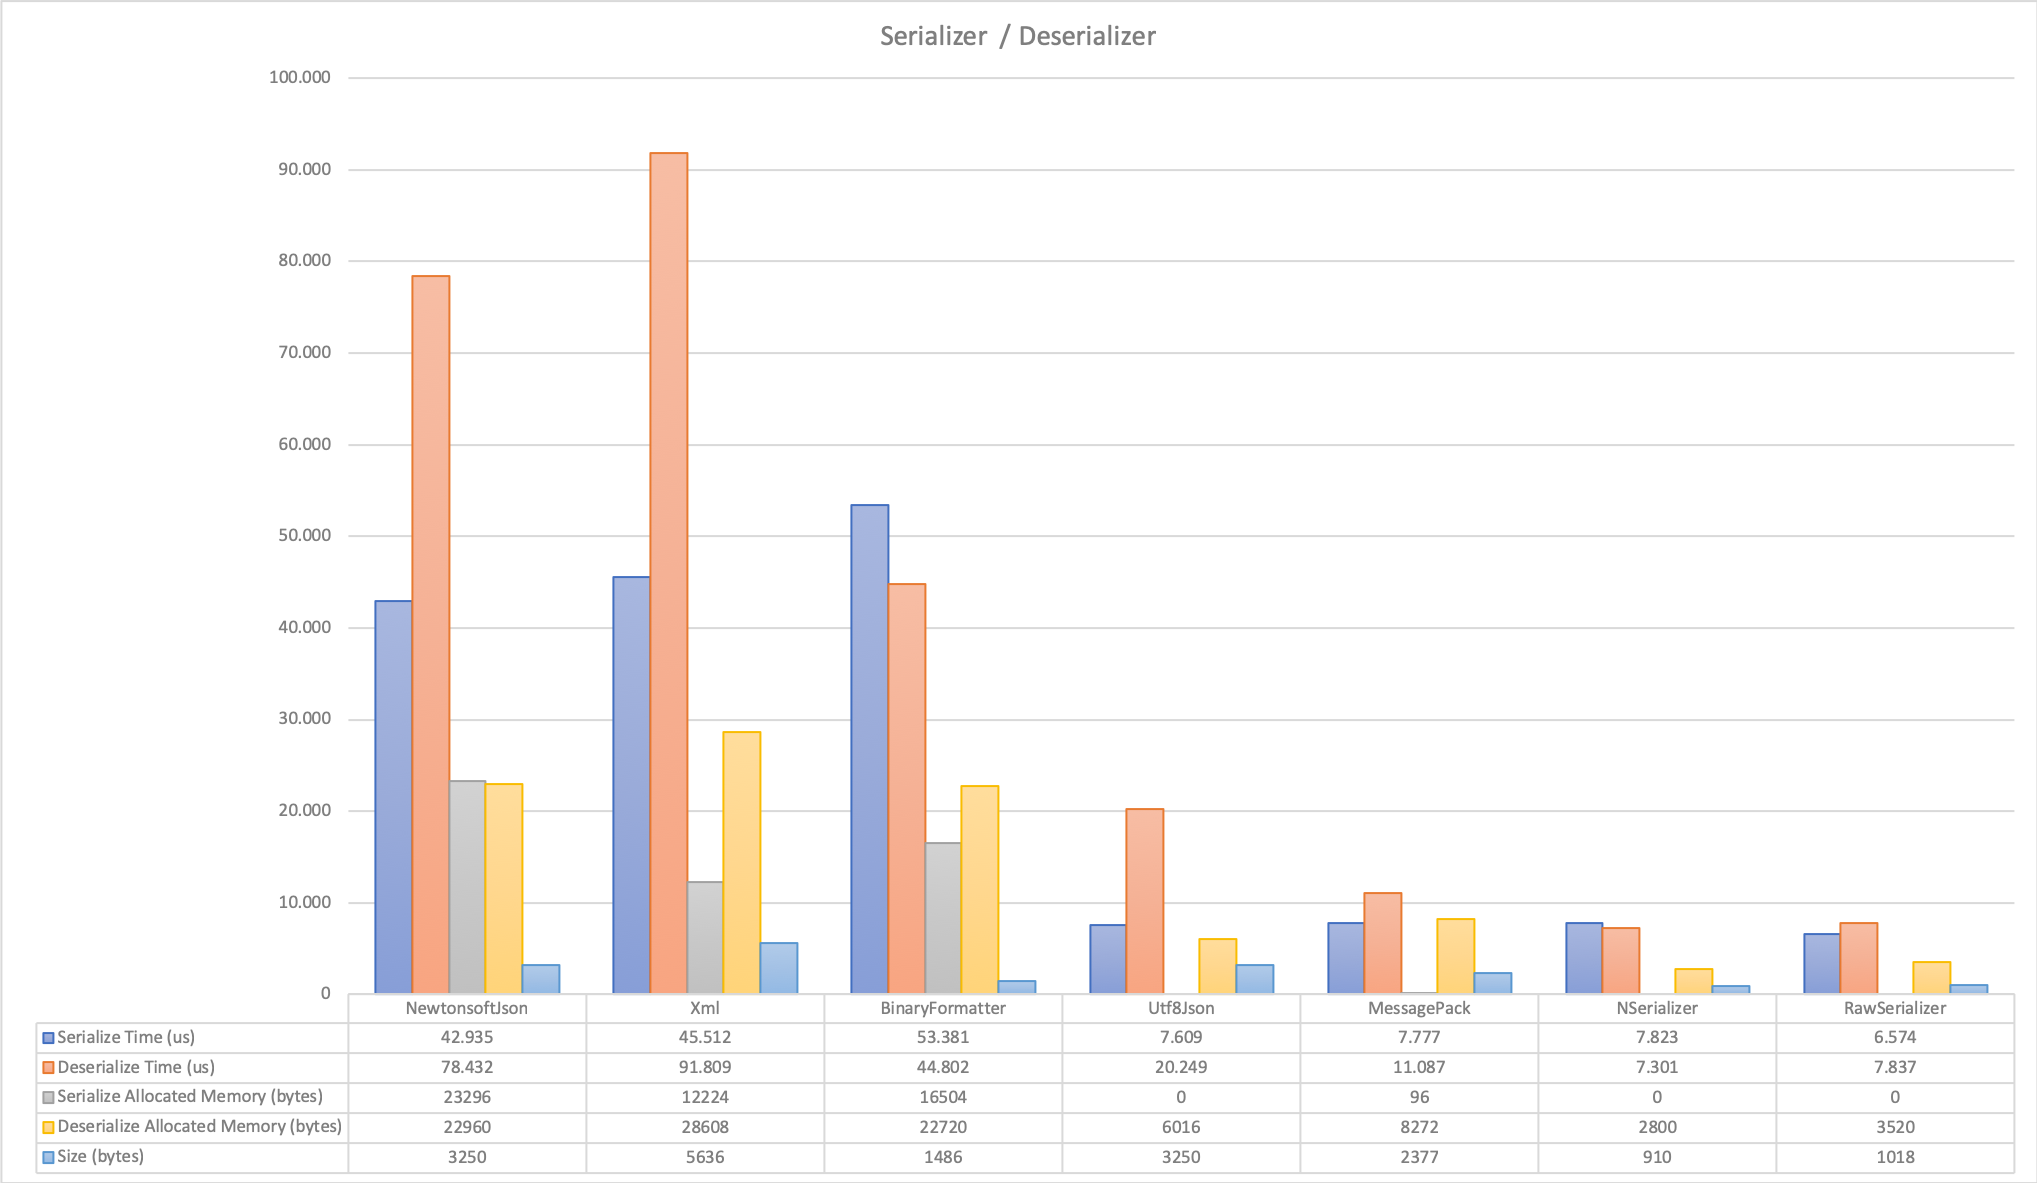 Serializer / Deserializer
100.000
90.000
80.000
70.000
60.000
50.000
40.000
30.000
20.000
10.000
0
NewtonsoftJson Xml BinaryFormatter Utf8Json MessagePack NSerializer RawSerializer
Serialize Time (us) 42.935 45.512 53.381 7.609 7.777 7.823 6.574
Deserialize Time (us) 78.432 91.809 44.802 20.249 11.087 7.301 7.837
Serialize Allocated Memory (bytes) 23296 12224 16504 0 96 0 0
Deserialize Allocated Memory (bytes) 22960 28608 22720 6016 8272 2800 3520
Size (bytes) 3250 5636 1486 3250 2377 910 1018